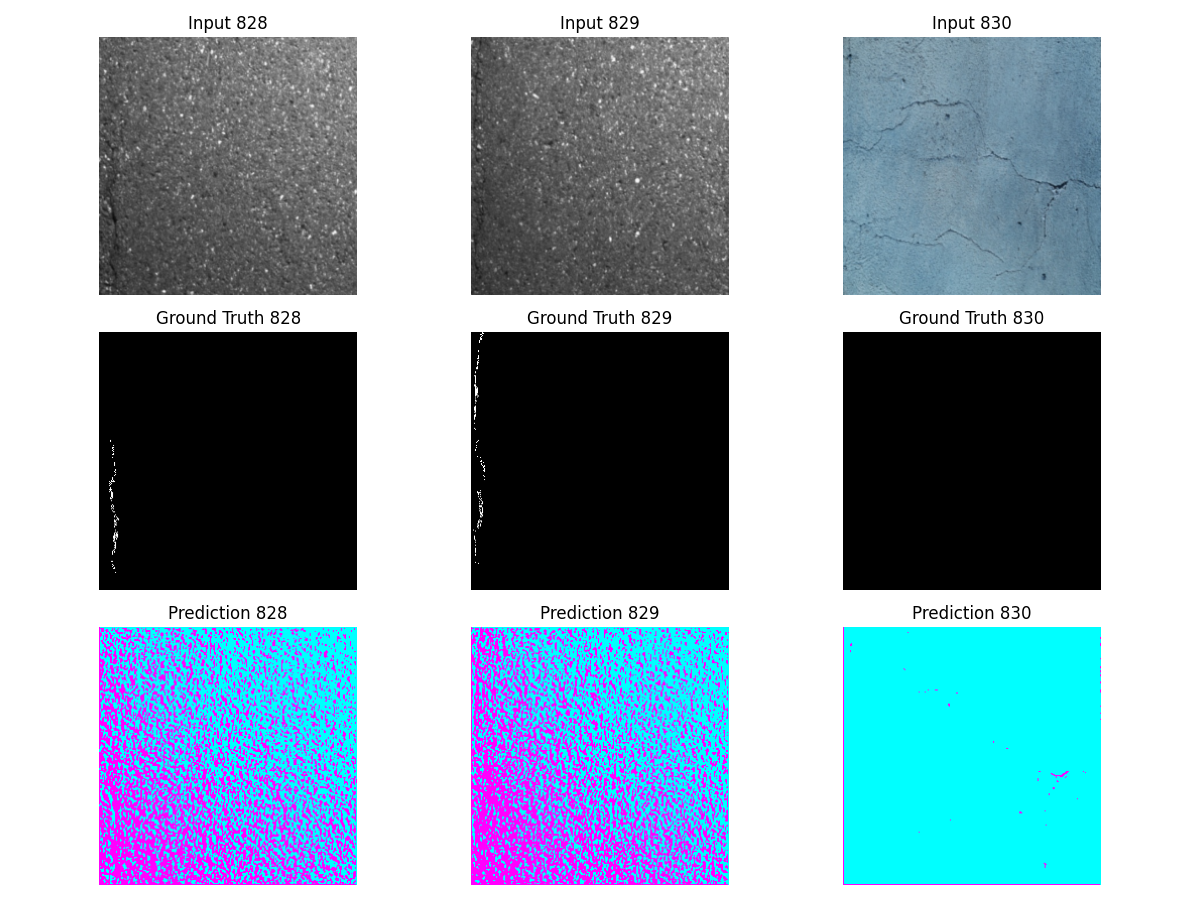 Input 828
Input 829
Input 830
Ground Truth 828
Ground Truth 829
Ground Truth 830
Prediction 828
Prediction 829
Prediction 830